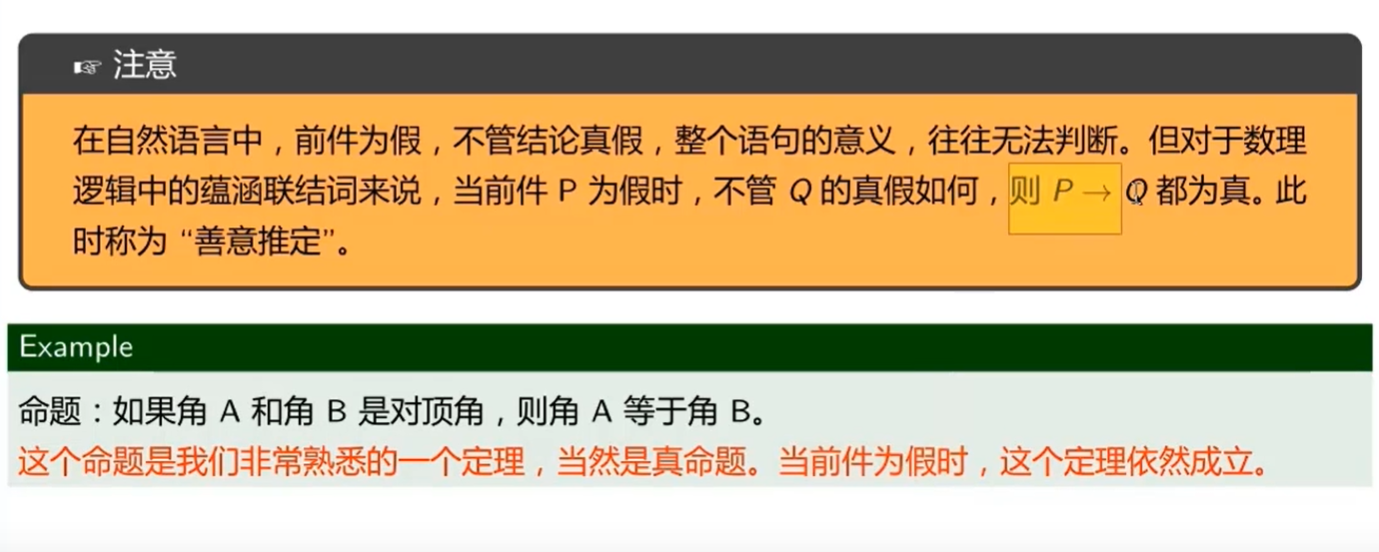 ☞ 注意
在自然语言中，前件为假，不管结论真假，整个语句的意义，往往无法判断。但对于数理
逻辑中的蕴涵联结词来说，当前件 P 为假时，不管 Q 的真假如何，则 P → Q 都为真。此
时称为 “善意推定”。
Example
命题：如果角 A 和角 B 是对顶角，则角 A 等于角 B。
这个命题是我们非常熟悉的一个定理，当然是真命题。当前件为假时，这个定理依然成立。